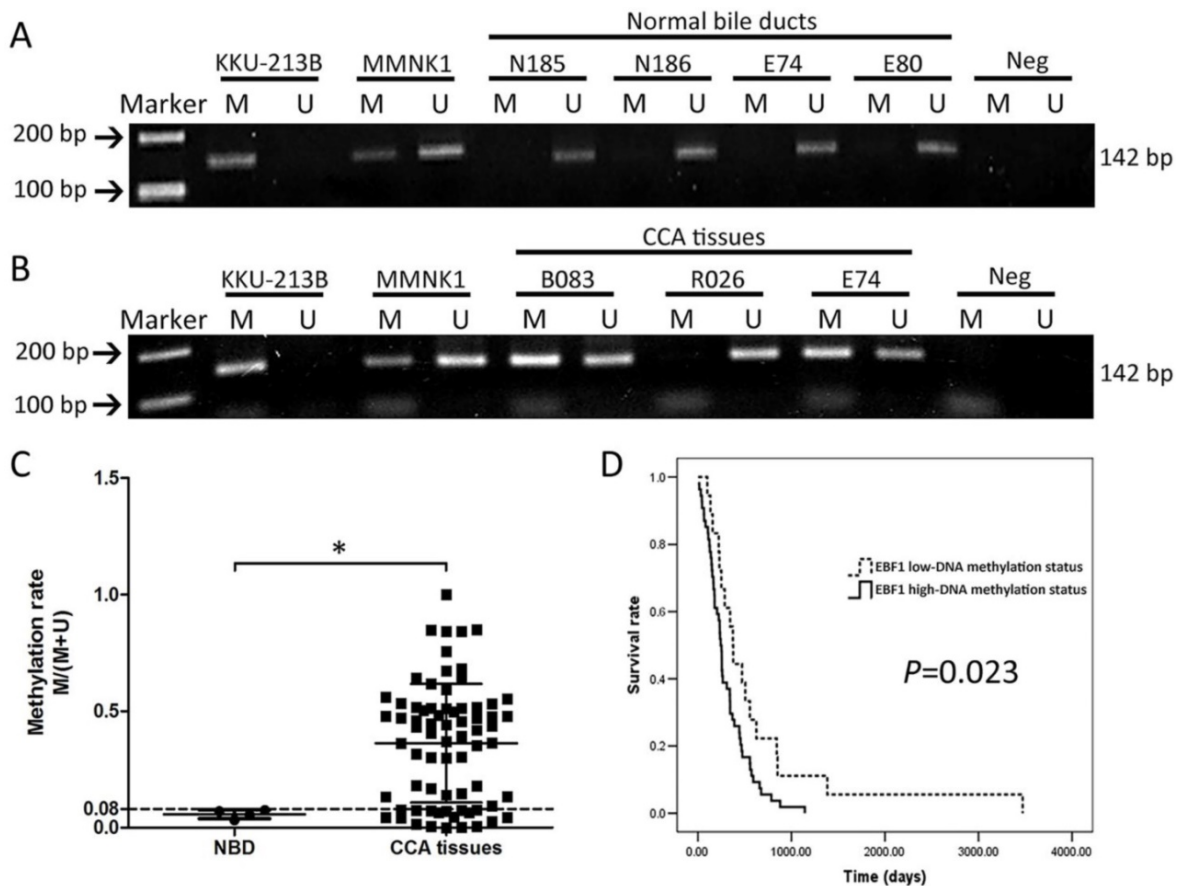 A
Normal bile ducts
KKU-213B MMNK1 N185 N186 E74 E80 Neg
Marker M U M U M U M U M U M U M U
200 bp →
142 bp
100 bp →
CCA tissues
B
KKU-213B MMNK1 B083 R026 E74 Neg
Marker M U M U M U M U M U M U
200 bp →
142 bp
100 bp →
C
1.5
1.0
0.5
0.08
0.0
Methylation rate
M/(M+U)
*
NBD CCA tissues
D
1.0
0.8
0.6
0.4
0.2
0.0
Survival rate
EBF1 low-DNA methylation status
EBF1 high-DNA methylation status
P=0.023
0.00 1000.00 2000.00 3000.00 4000.00
Time (days)